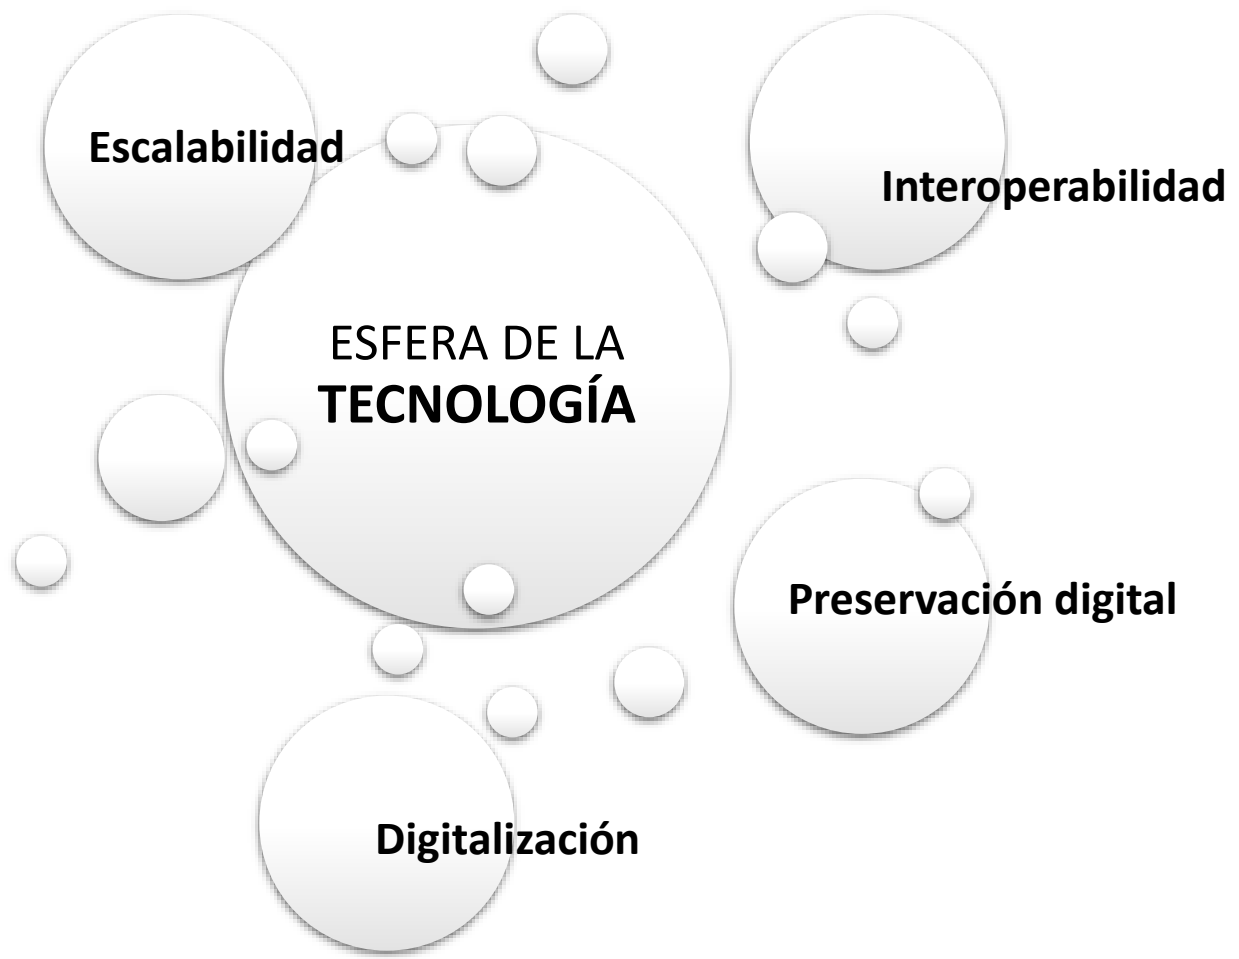 Escalabilidad
Interoperabilidad
ESFERA DE LA
TECNOLOGÍA
Preservación digital
Digitalización